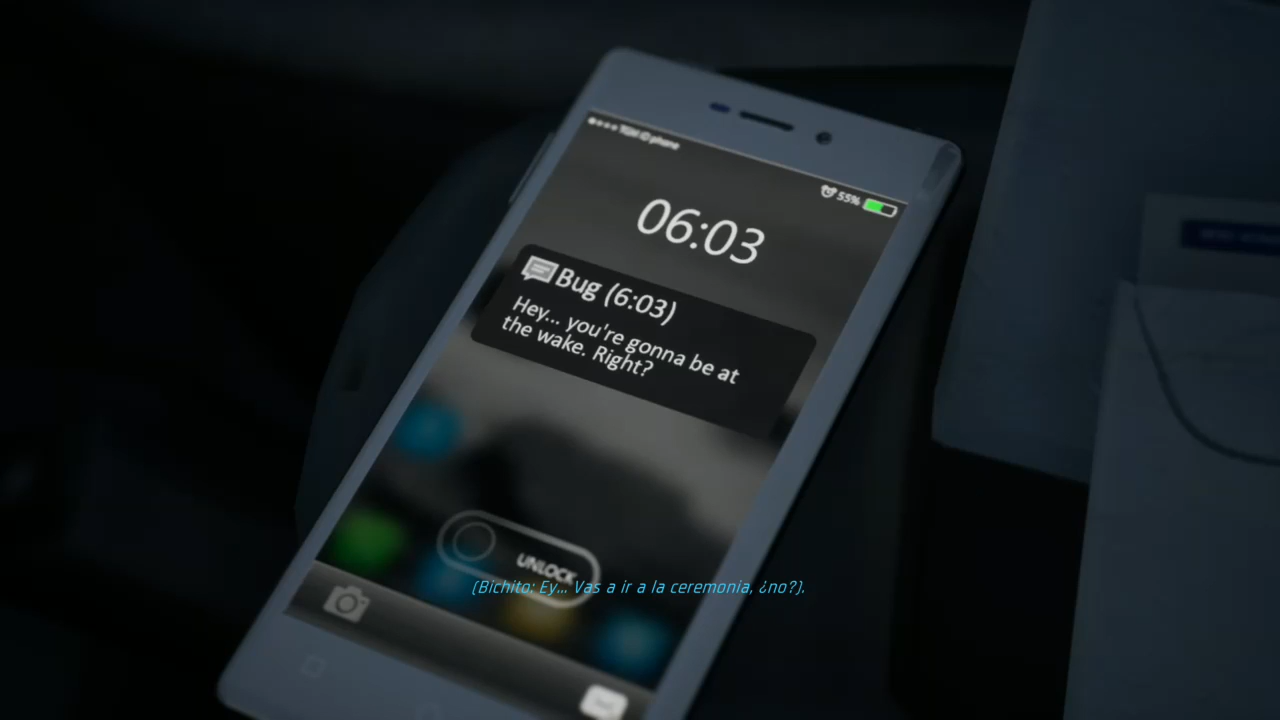 55%
06:03
Bug (6:03)
Hey... you're gonna be at
the wake. Right?
UNLOCK
(Bichito: Ey... Vas a ir a la ceremonia, ¿no?).